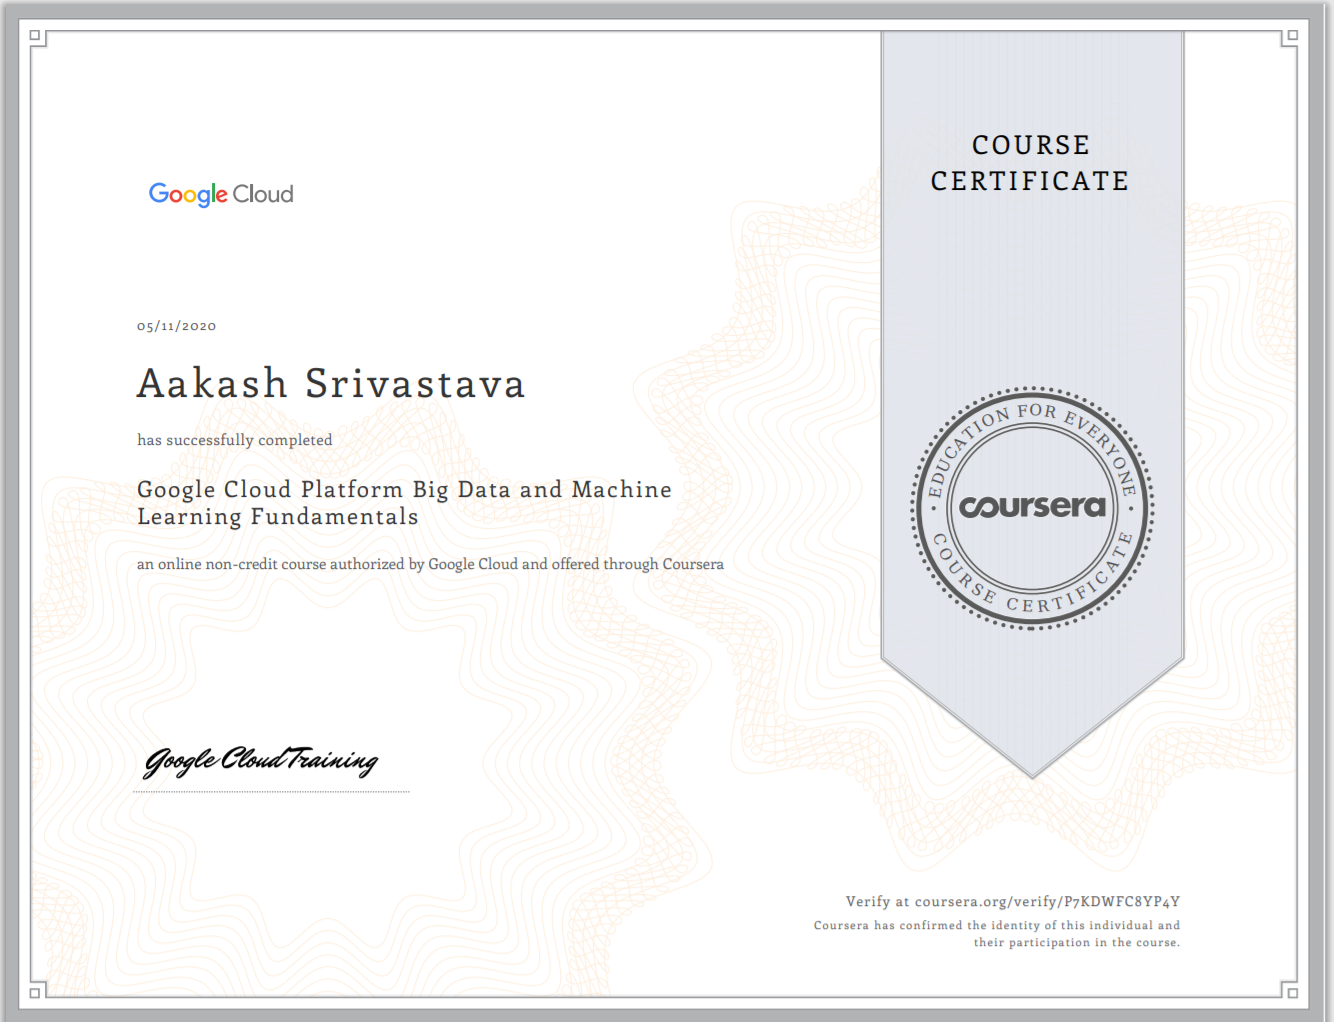 COURSE
CERTIFICATE
Google Cloud
05/11/2020
Aakash Srivastava
has successfully completed
Google Cloud Platform Big Data and Machine
Learning Fundamentals
an online non-credit course authorized by Google Cloud and offered through Coursera
EDUCATION FOR EVERYONE
coursera
COURSE CERTIFICATE
Google Cloud Training
Verify at coursera.org/verify/P7KDWFC8YP4Y
Coursera has confirmed the identity of this individual and
their participation in the course.